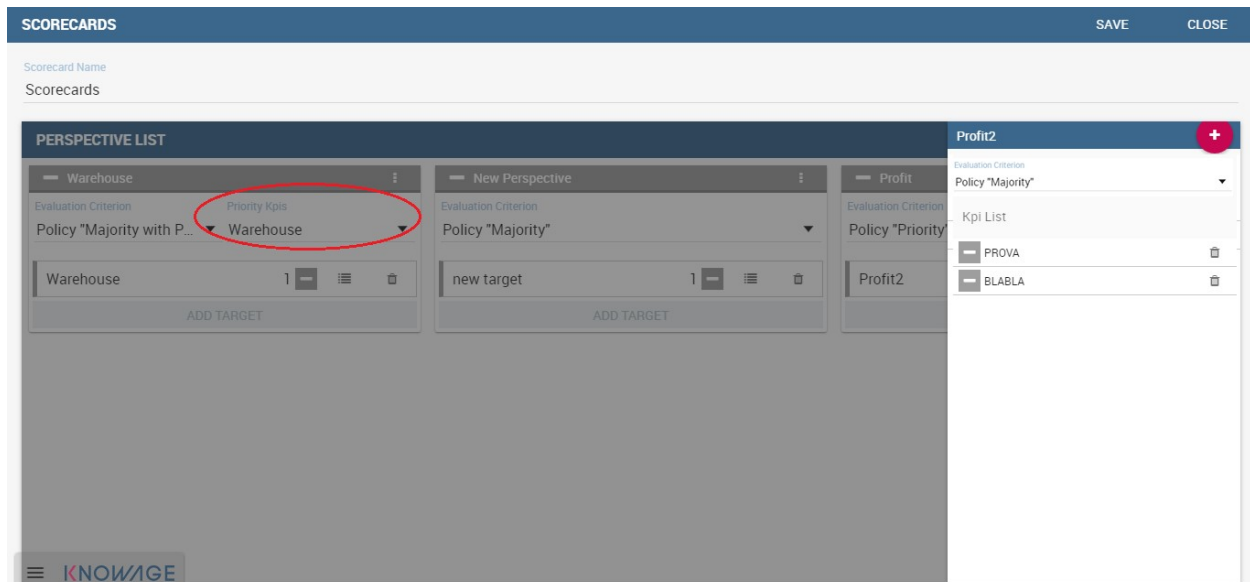 SCORECARDS SAVE CLOSE
Scorecard Name
Scorecards
PERSPECTIVE LIST
Warehouse
Evaluation Criterion Priority Kpis
Policy "Majority with P... Warehouse
Warehouse 1
ADD TARGET
New Perspective
Evaluation Criterion
Policy "Majority"
new target 1
ADD TARGET
Profit
Evaluation Criterion
Policy "Priority"
Profit2
Profit2 +
Evaluation Criterion
Policy "Majority"
Kpi List
PROVA
BLABLA
KNOWAGE